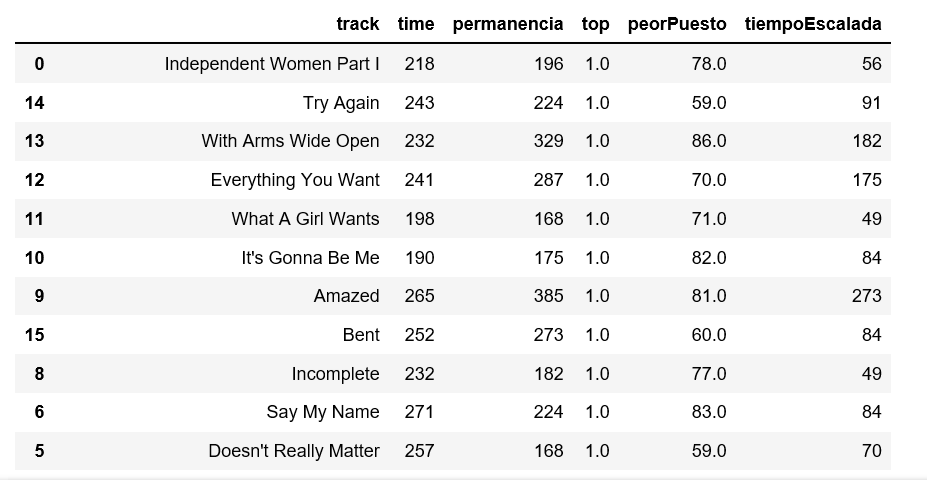 track time permanencia top peorPuesto tiempoEscalada
0 Independent Women Part I 218 196 1.0 78.0 56
14 Try Again 243 224 1.0 59.0 91
13 With Arms Wide Open 232 329 1.0 86.0 182
12 Everything You Want 241 287 1.0 70.0 175
11 What A Girl Wants 198 168 1.0 71.0 49
10 It's Gonna Be Me 190 175 1.0 82.0 84
9 Amazed 265 385 1.0 81.0 273
15 Bent 252 273 1.0 60.0 84
8 Incomplete 232 182 1.0 77.0 49
6 Say My Name 271 224 1.0 83.0 84
5 Doesn't Really Matter 257 168 1.0 59.0 70